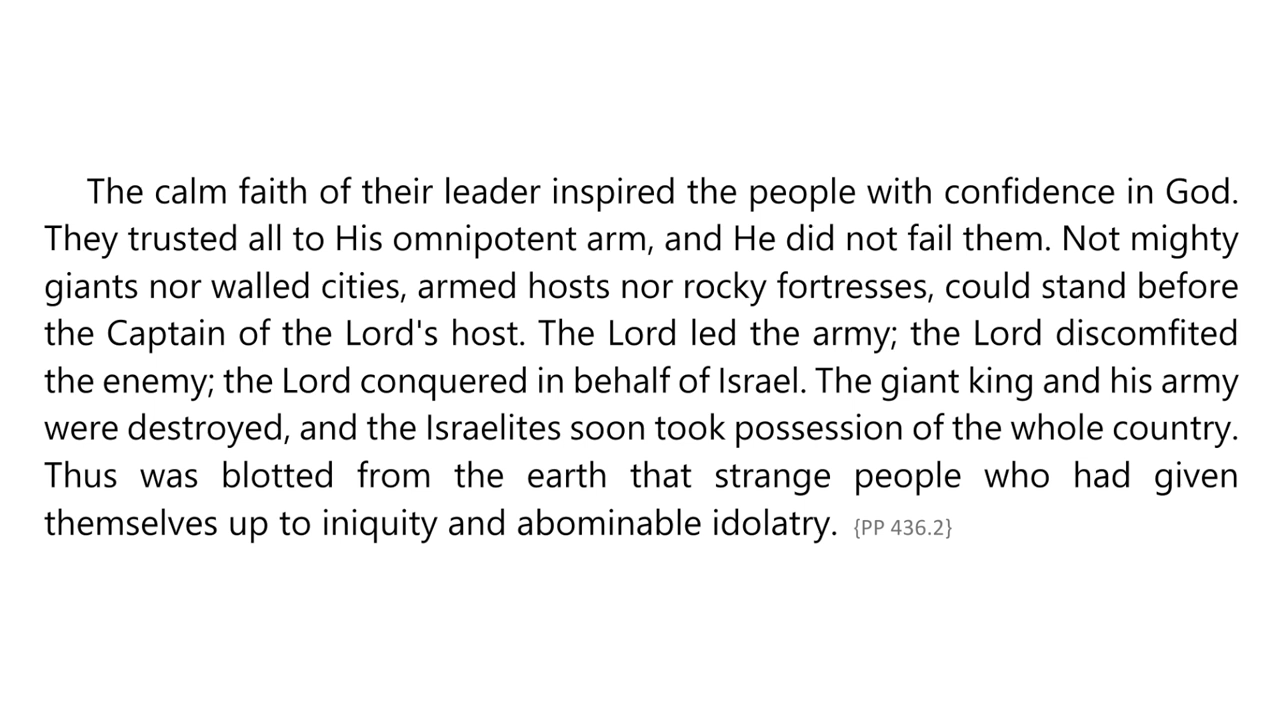 The calm faith of their leader inspired the people with confidence in God.
They trusted all to His omnipotent arm, and He did not fail them. Not mighty
giants nor walled cities, armed hosts nor rocky fortresses, could stand before
the Captain of the Lord's host. The Lord led the army; the Lord discomfited
the enemy; the Lord conquered in behalf of Israel. The giant king and his army
were destroyed, and the Israelites soon took possession of the whole country.
Thus was blotted from the earth that strange people who had given
themselves up to iniquity and abominable idolatry. {PP 436.2}